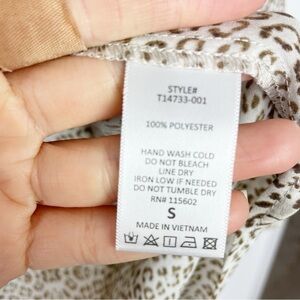 STYLE#
T14733-001
100% POLYESTER
HAND WASH COLD
DO NOT BLEACH
LINE DRY
IRON LOW IF NEEDED
DO NOT TUMBLE DRY
RN# 115602
S
MADE IN VIETNAM